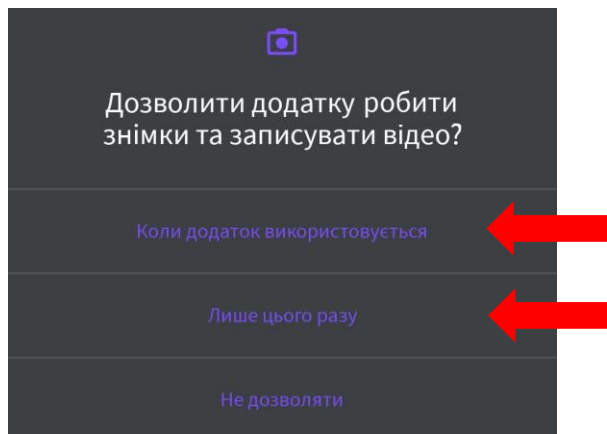 Дозволити додатку робити
знімки та записувати відео?
Коли додаток використовується
Лише цього разу
Не дозволяти